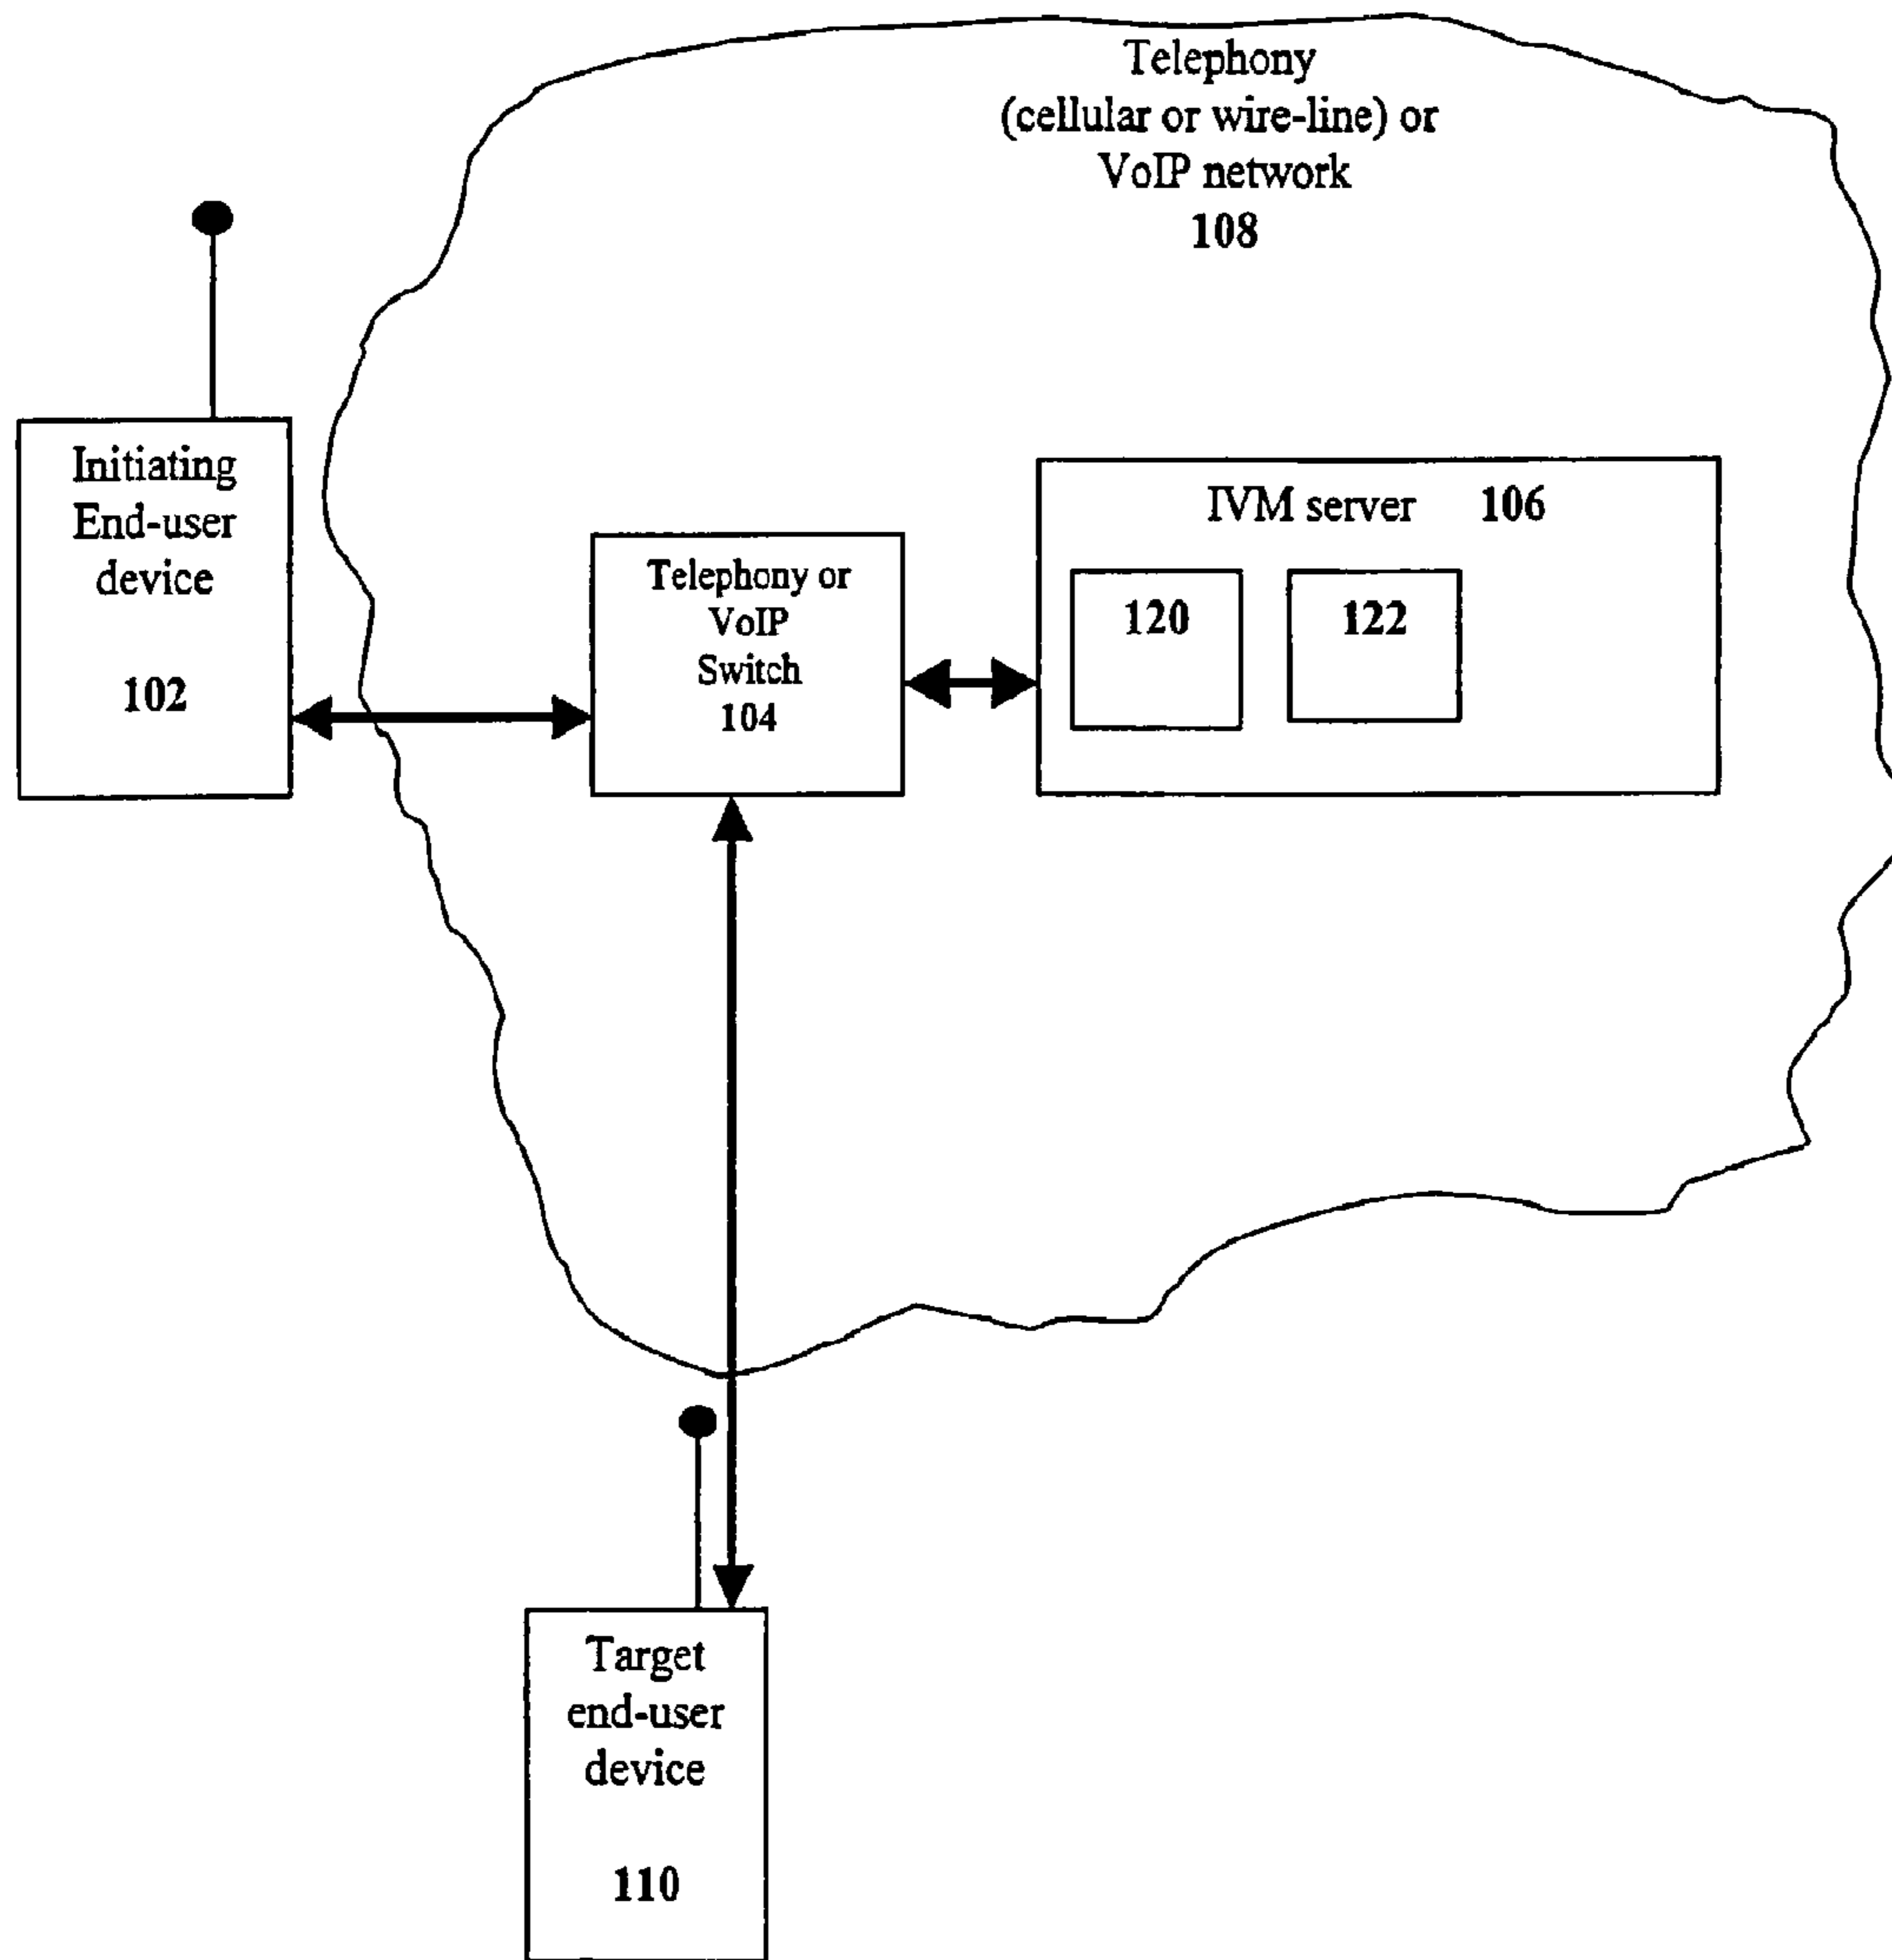 Telephony
(cellular or wire-line) or
VoIP network
108
Initiating
End-user
device
102
Telephony or
VoIP
Switch
104
IVM server 106
120 122
Target
end-user
device
110